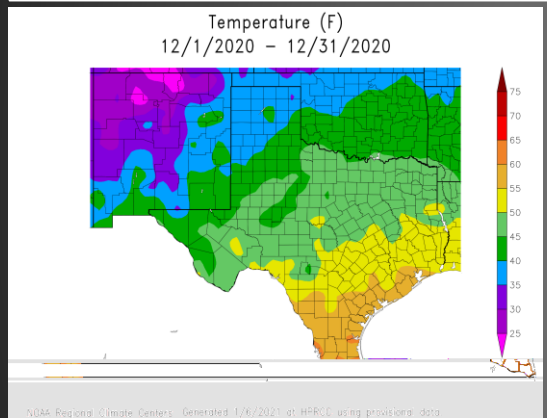 Temperature (F)
12/1/2020 – 12/31/2020
75
70
65
60
55
50
45
40
35
30
25
NOAA Regional Climate Centers
Generated 1/6/2021 at HPRCC using provisional data.